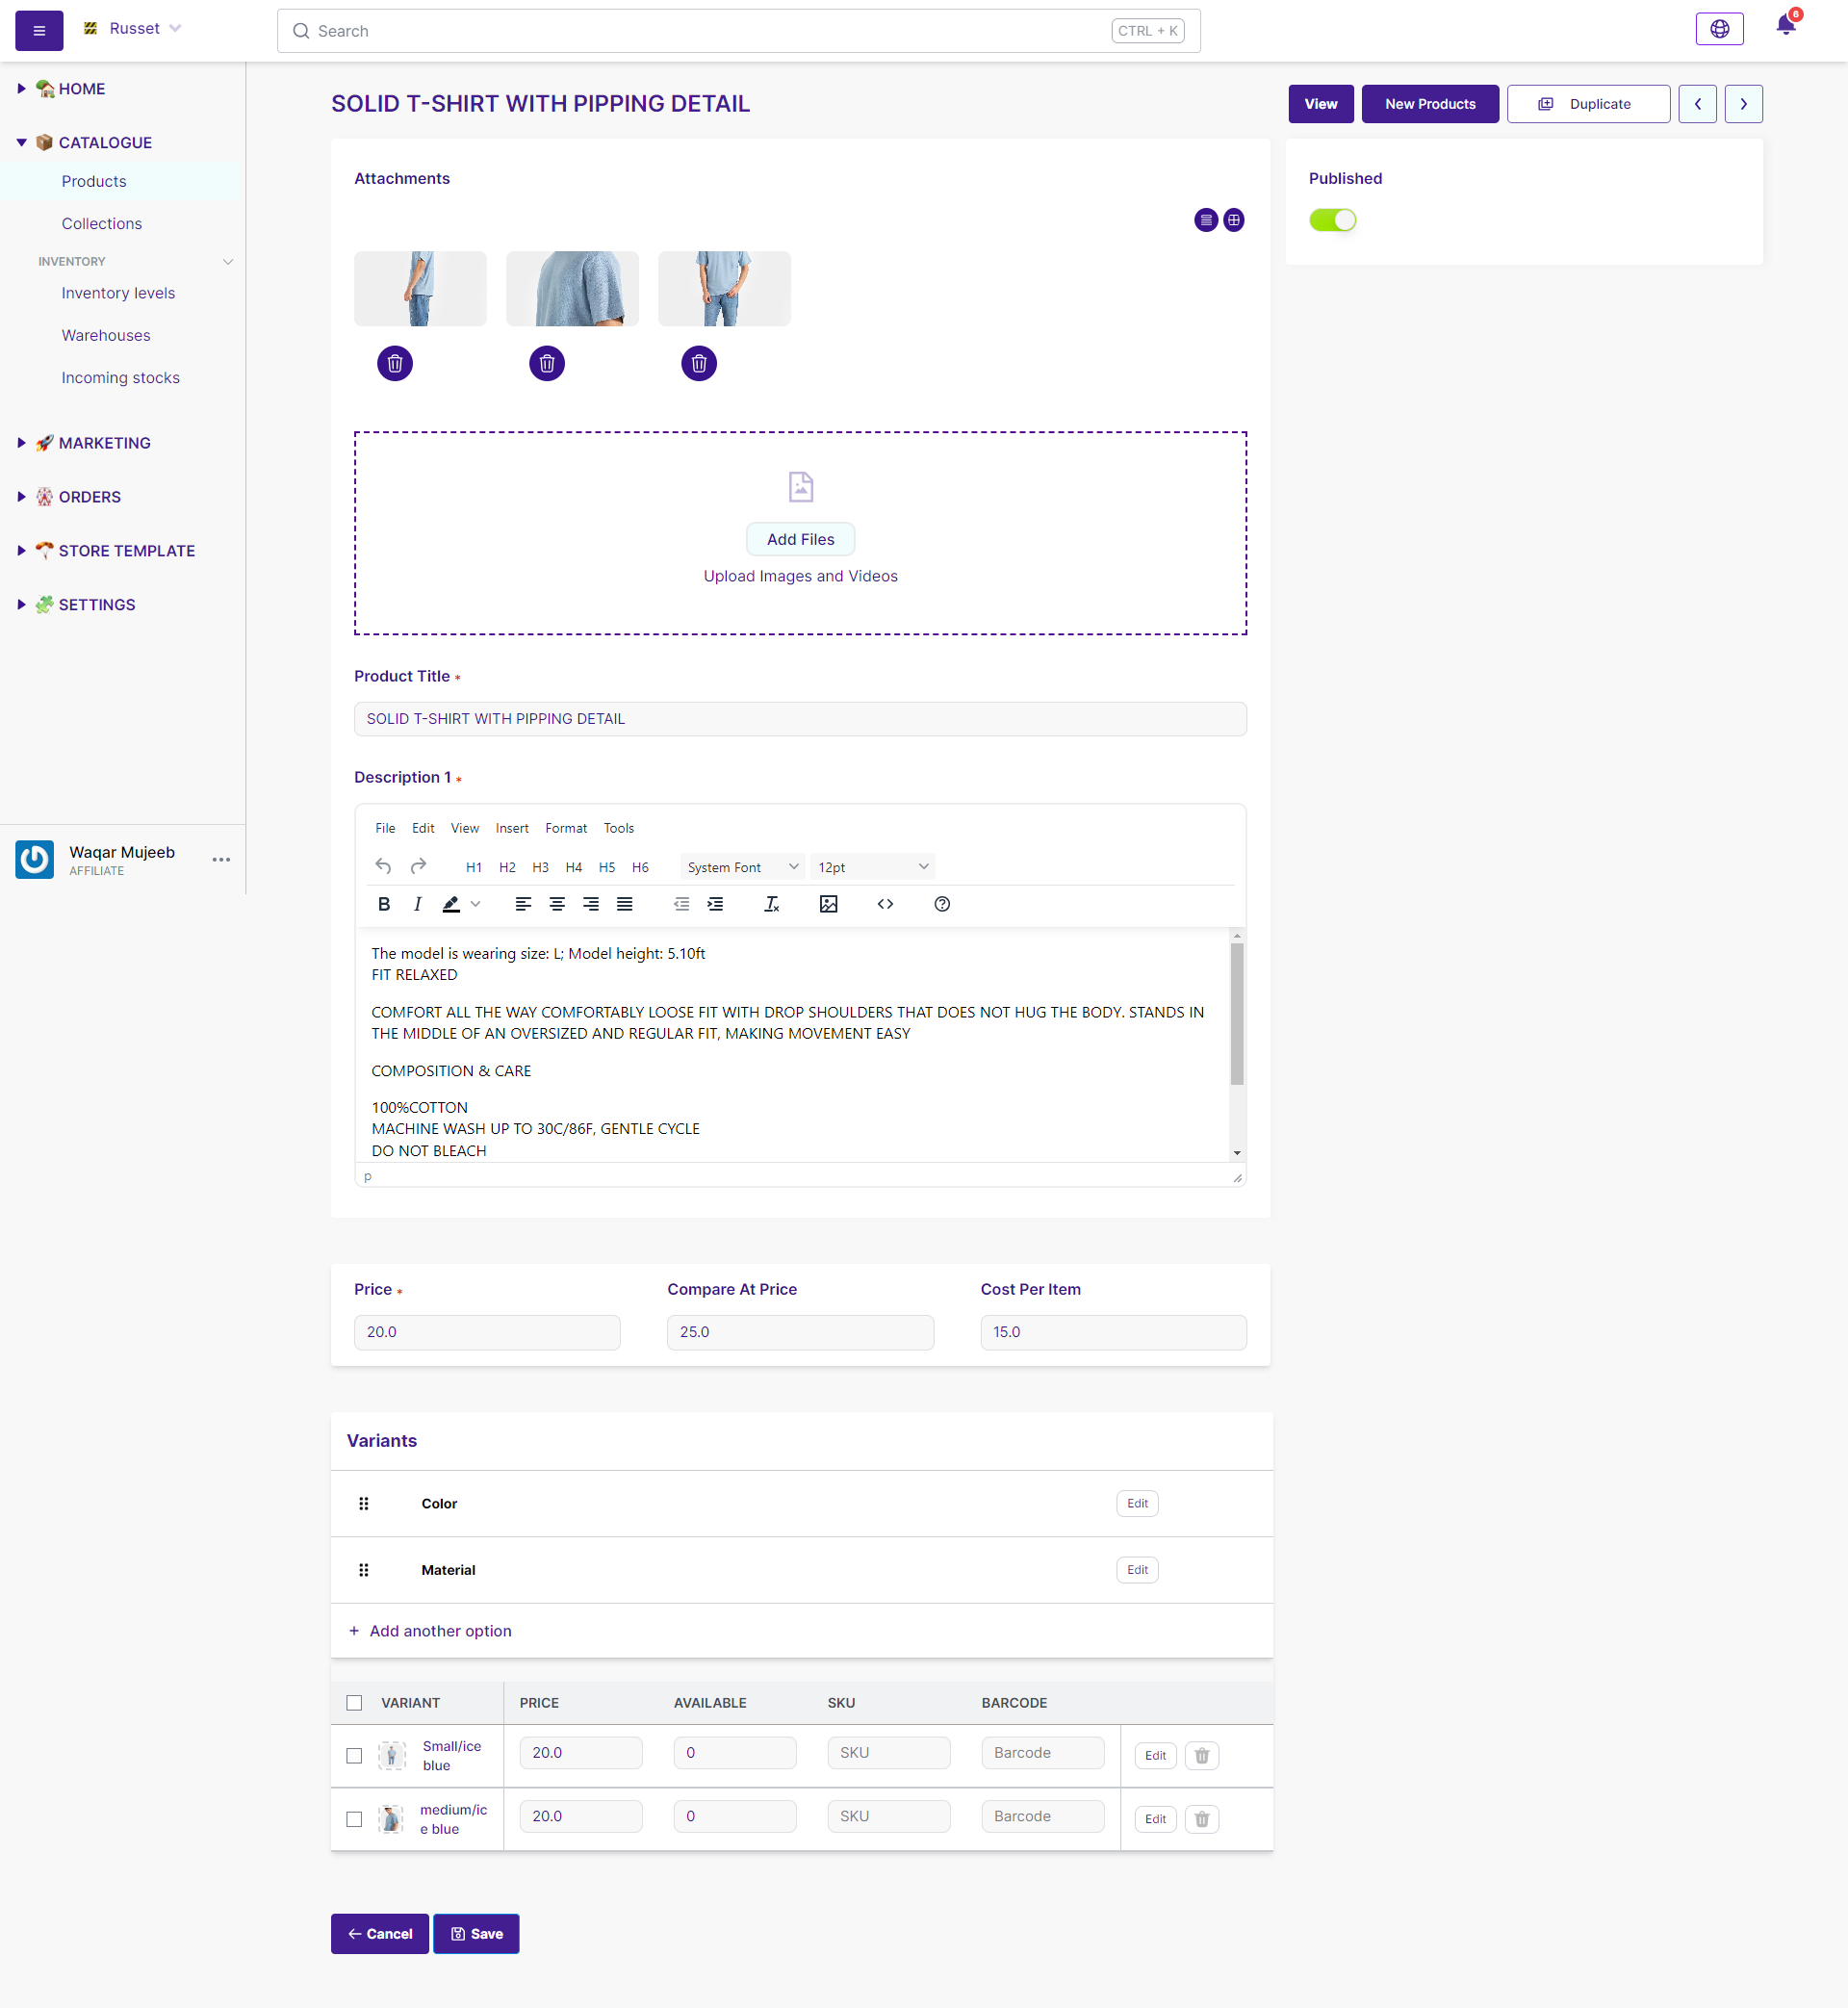 Russet
Search
CTRL + K
6
HOME
CATALOGUE
Products
Collections
INVENTORY
Inventory levels
Warehouses
Incoming stocks
MARKETING
ORDERS
STORE TEMPLATE
SETTINGS
Waqar Mujeeb
AFFILIATE
SOLID T-SHIRT WITH PIPPING DETAIL
View
New Products
Duplicate
Attachments
Published
Add Files
Upload Images and Videos
Product Title *
SOLID T-SHIRT WITH PIPPING DETAIL
Description 1 *
File Edit View Insert Format Tools
H1 H2 H3 H4 H5 H6 System Font 12pt
B I
The model is wearing size: L; Model height: 5.10ft
FIT RELAXED
COMFORT ALL THE WAY COMFORTABLY LOOSE FIT WITH DROP SHOULDERS THAT DOES NOT HUG THE BODY. STANDS IN
THE MIDDLE OF AN OVERSIZED AND REGULAR FIT, MAKING MOVEMENT EASY
COMPOSITION & CARE
100%COTTON
MACHINE WASH UP TO 30C/86F, GENTLE CYCLE
DO NOT BLEACH
p
Price * Compare At Price Cost Per Item
20.0 25.0 15.0
Variants
Color Edit
Material Edit
+ Add another option
VARIANT PRICE AVAILABLE SKU BARCODE
Small/ice
blue
20.0 0 SKU Barcode Edit
medium/ic
e blue
20.0 0 SKU Barcode Edit
Cancel
Save